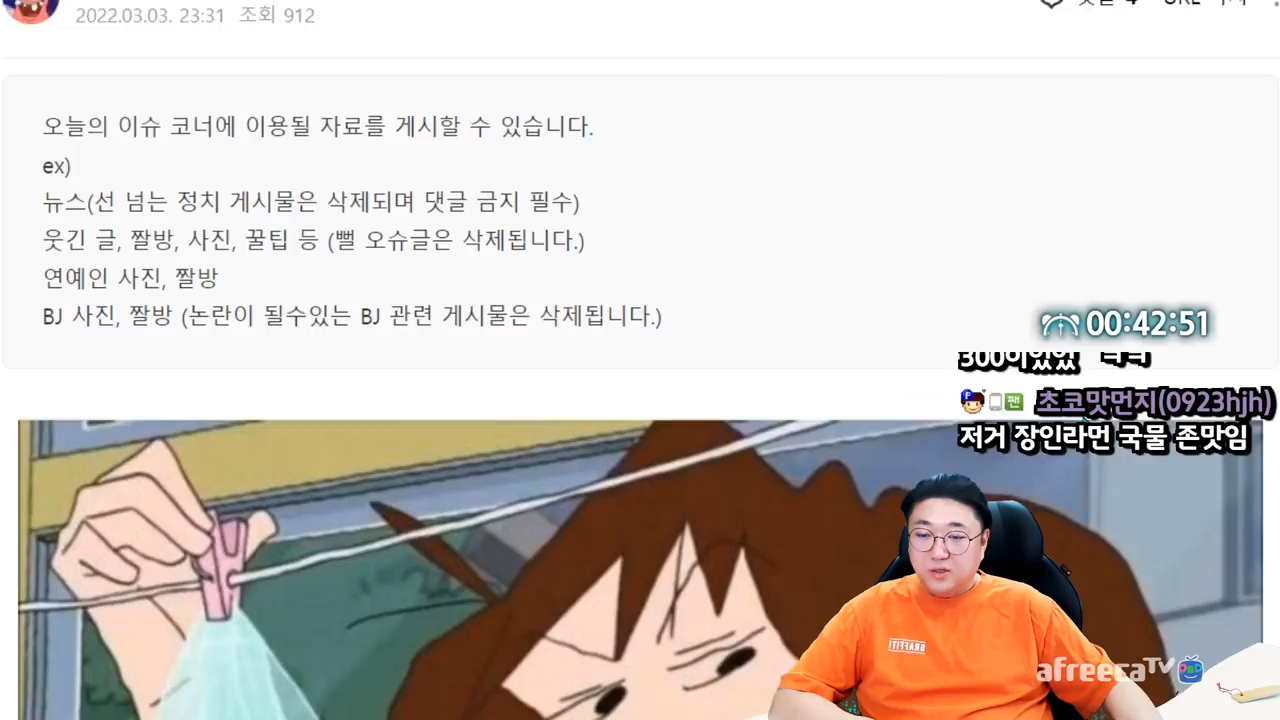 2022.03.03. 23:31 조회 912
오늘의 이슈 코너에 이용될 자료를 게시할 수 있습니다.
ex)
뉴스(선 넘는 정치 게시물은 삭제되며 댓글 금지 필수)
웃긴 글, 짤방, 사진, 꿀팁 등 (뻘 오슈글은 삭제됩니다.)
연예인 사진, 짤방
BJ 사진, 짤방 (논란이 될수있는 BJ 관련 게시물은 삭제됩니다.)
00:42:51
팬 초코맛먼지(0923hjh)
저거 장인라먼 국물 존맛임
GRAFFITI
afreecaTV